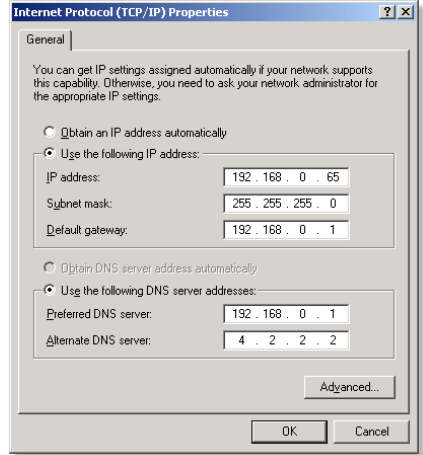 Internet Protocol (TCP/IP) Properties
General
You can get IP settings assigned automatically if your network supports
this capability. Otherwise, you need to ask your network administrator for
the appropriate IP settings.
Obtain an IP address automatically
Use the following IP address:
IP address: 192 . 168 . 0 . 65
Subnet mask: 255 . 255 . 255 . 0
Default gateway: 192 . 168 . 0 . 1
Obtain DNS server address automatically
Use the following DNS server addresses:
Preferred DNS server: 192 . 168 . 0 . 1
Alternate DNS server: 4 . 2 . 2 . 2
Advanced...
OK Cancel